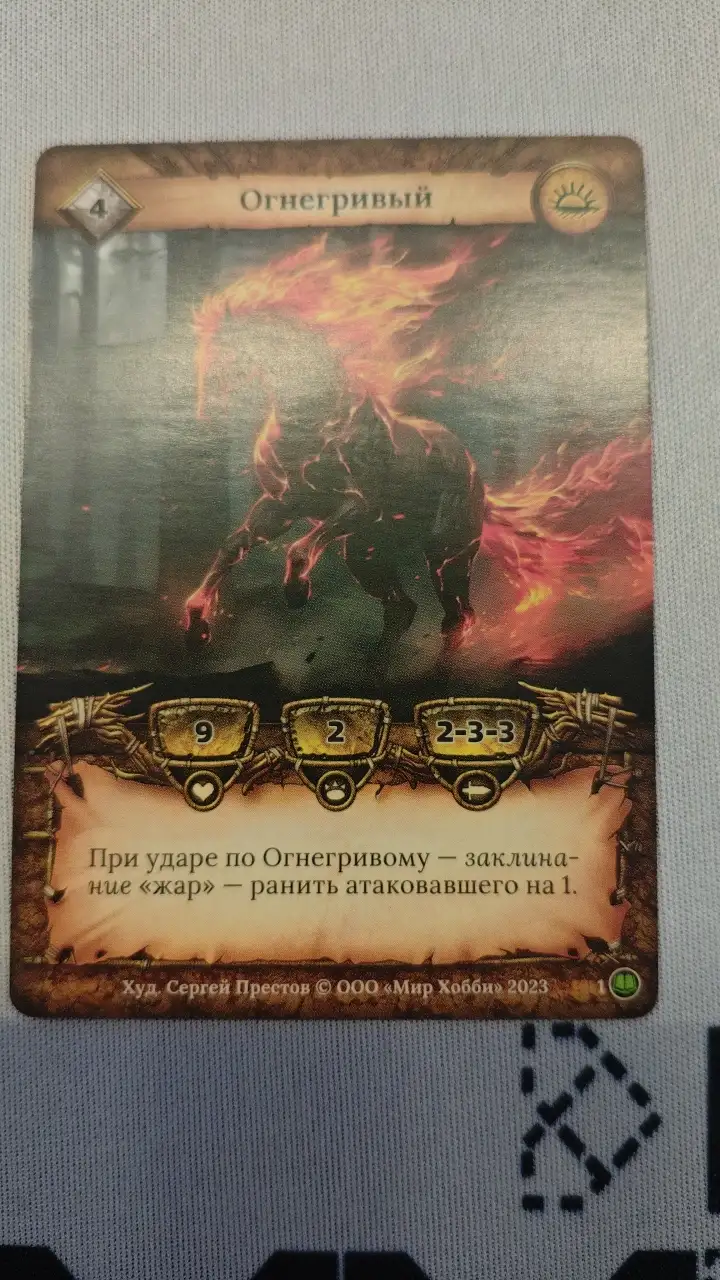 4
Огнегривый
9
2
2-3-3
При ударе по Огнегривому — заклина-
ние «жар» — ранить атаковавшего на 1.
Худ. Сергей Престов © ООО «Мир Хобби» 2023
1